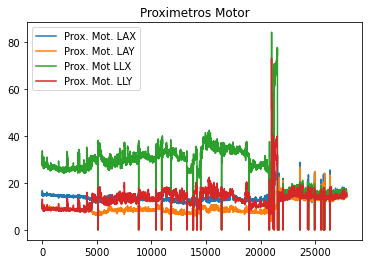 Proximetros Motor
Prox. Mot. LAX
Prox. Mot. LAY
Prox. Mot LLX
Prox. Mot. LLY
80
60
40
20
0
0 5000 10000 15000 20000 25000